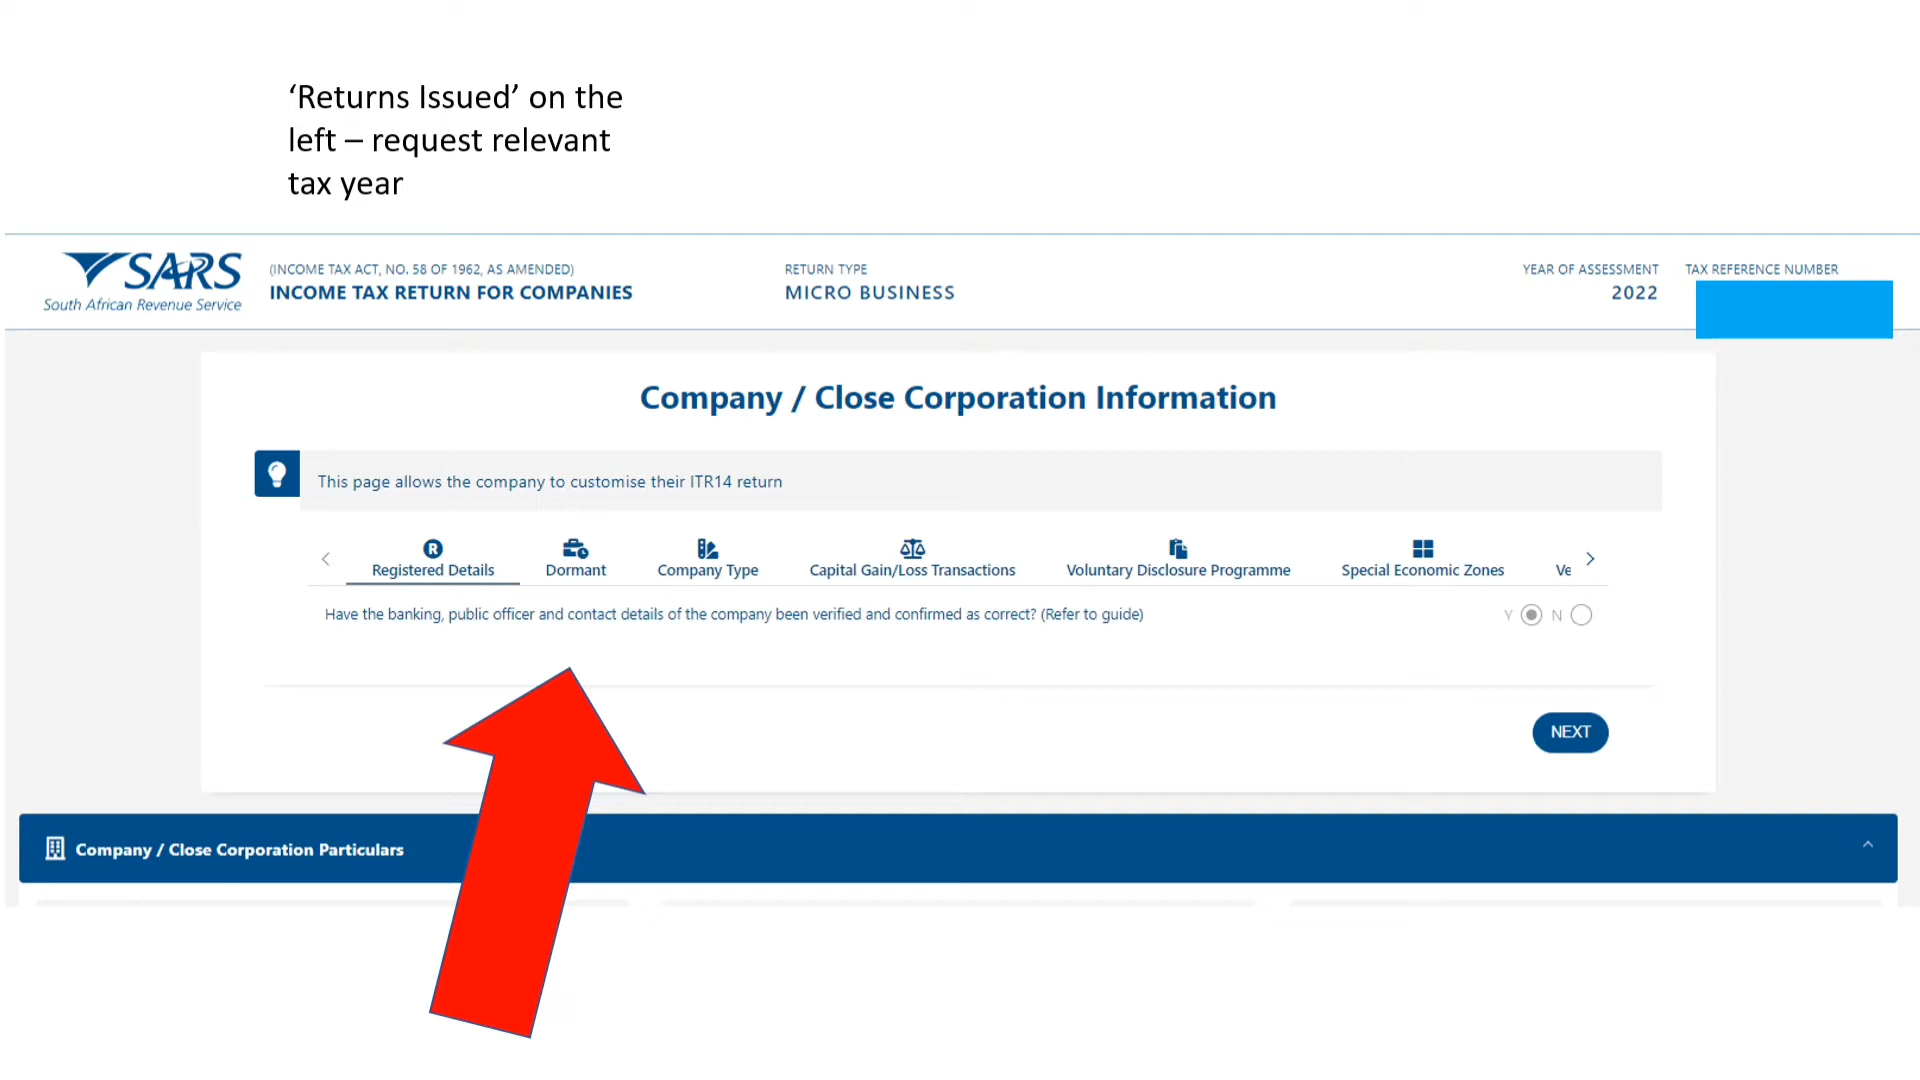 ‘Returns Issued’ on the
left – request relevant
tax year
SARS
South African Revenue Service
(INCOME TAX ACT, NO. 58 OF 1962, AS AMENDED)
INCOME TAX RETURN FOR COMPANIES
RETURN TYPE
MICRO BUSINESS
YEAR OF ASSESSMENT
2022
TAX REFERENCE NUMBER
Company / Close Corporation Information
This page allows the company to customise their ITR14 return
Registered Details
Dormant
Company Type
Capital Gain/Loss Transactions
Voluntary Disclosure Programme
Special Economic Zones
Ve
Have the banking, public officer and contact details of the company been verified and confirmed as correct? (Refer to guide)
Y N
NEXT
Company / Close Corporation Particulars